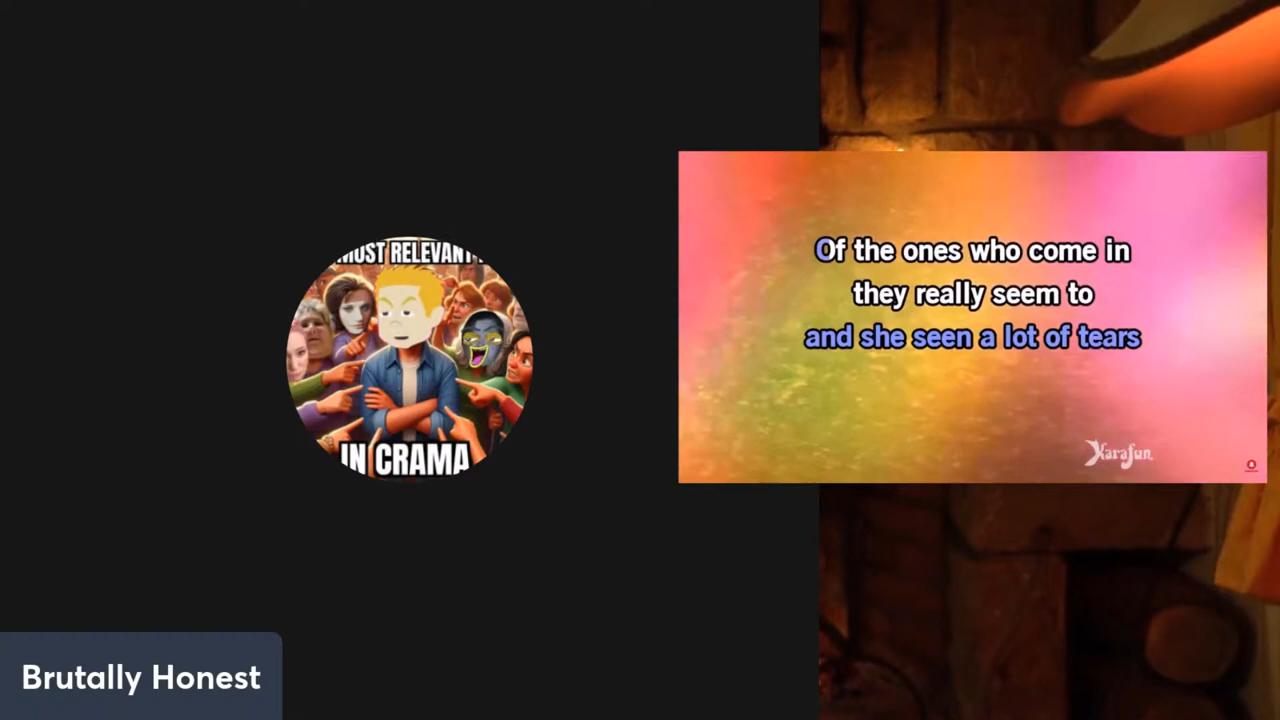 MOST RELEVANT
IN CRAMA
Of the ones who come in
they really seem to
and she seen a lot of tears
Karafun
Brutally Honest